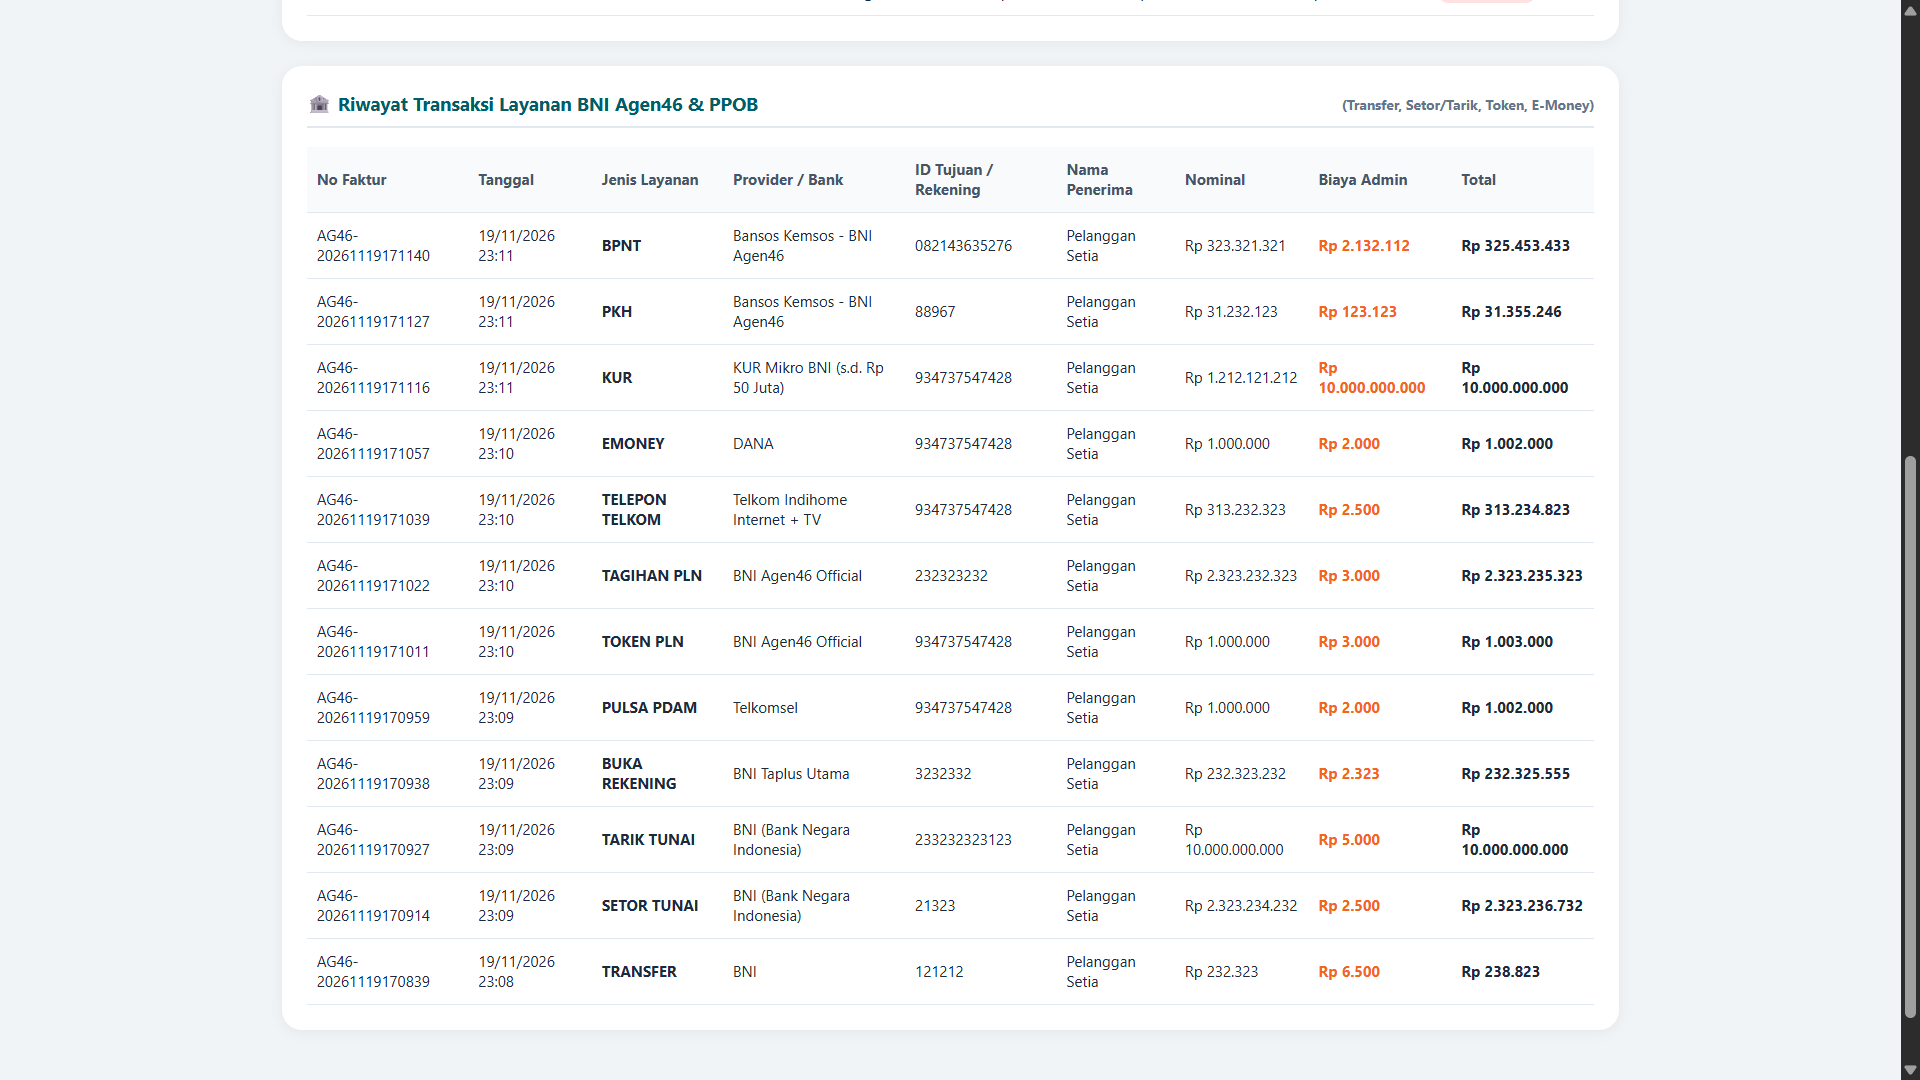 Riwayat Transaksi Layanan BNI Agen46 & PPOB
(Transfer, Setor/Tarik, Token, E-Money)
No Faktur Tanggal Jenis Layanan Provider / Bank ID Tujuan / Rekening Nama Penerima Nominal Biaya Admin Total
AG46-20261119171140 19/11/2026 23:11 BPNT Bansos Kemsos - BNI Agen46 082143635276 Pelanggan Setia Rp 323.321.321 Rp 2.132.112 Rp 325.453.433
AG46-20261119171127 19/11/2026 23:11 PKH Bansos Kemsos - BNI Agen46 88967 Pelanggan Setia Rp 31.232.123 Rp 123.123 Rp 31.355.246
AG46-20261119171116 19/11/2026 23:11 KUR KUR Mikro BNI (s.d. Rp 50 Juta) 934737547428 Pelanggan Setia Rp 1.212.121.212 Rp 10.000.000.000 Rp 10.000.000.000
AG46-20261119171057 19/11/2026 23:10 EMONEY DANA 934737547428 Pelanggan Setia Rp 1.000.000 Rp 2.000 Rp 1.002.000
AG46-20261119171039 19/11/2026 23:10 TELEPON TELKOM Telkom Indihome Internet + TV 934737547428 Pelanggan Setia Rp 313.232.323 Rp 2.500 Rp 313.234.823
AG46-20261119171022 19/11/2026 23:10 TAGIHAN PLN BNI Agen46 Official 232323232 Pelanggan Setia Rp 2.323.232.323 Rp 3.000 Rp 2.323.235.323
AG46-20261119171011 19/11/2026 23:10 TOKEN PLN BNI Agen46 Official 934737547428 Pelanggan Setia Rp 1.000.000 Rp 3.000 Rp 1.003.000
AG46-20261119170959 19/11/2026 23:09 PULSA PDAM Telkomsel 934737547428 Pelanggan Setia Rp 1.000.000 Rp 2.000 Rp 1.002.000
AG46-20261119170938 19/11/2026 23:09 BUKA REKENING BNI Taplus Utama 3232332 Pelanggan Setia Rp 232.323.232 Rp 2.323 Rp 232.325.555
AG46-20261119170927 19/11/2026 23:09 TARIK TUNAI BNI (Bank Negara Indonesia) 233232323123 Pelanggan Setia Rp 10.000.000.000 Rp 5.000 Rp 10.000.000.000
AG46-20261119170914 19/11/2026 23:09 SETOR TUNAI BNI (Bank Negara Indonesia) 21323 Pelanggan Setia Rp 2.323.234.232 Rp 2.500 Rp 2.323.236.732
AG46-20261119170839 19/11/2026 23:08 TRANSFER BNI 121212 Pelanggan Setia Rp 232.323 Rp 6.500 Rp 238.823